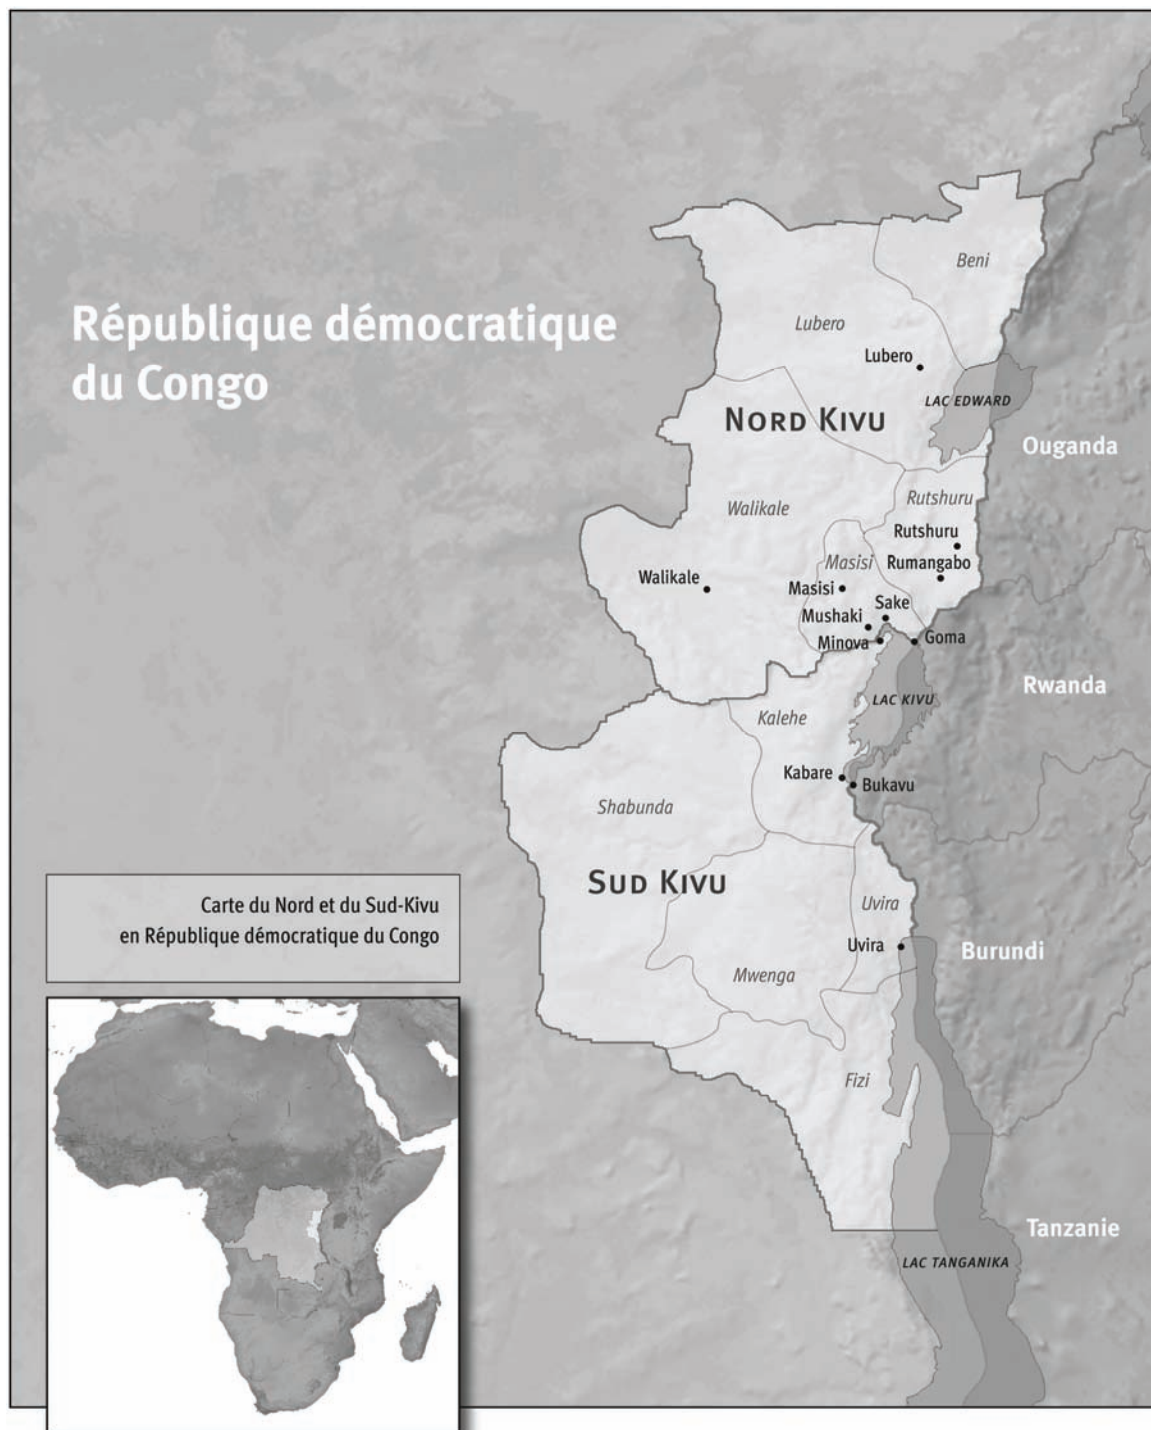 République démocratique
du Congo
Beni
Lubero
Lubero
LAC EDWARD
NORD KIVU
Ouganda
Rutshuru
Walikale
Rutshuru
Masisi
Rumangabo
Walikale
Masisi
Sake
Mushaki
Minova
Goma
Rwanda
LAC KIVU
Kalehe
Kabare
Bukavu
Shabunda
SUD KIVU
Uvira
Carte du Nord et du Sud-Kivu
en République démocratique du Congo
Uvira
Burundi
Mwenga
Fizi
Tanzanie
LAC TANGANIKA